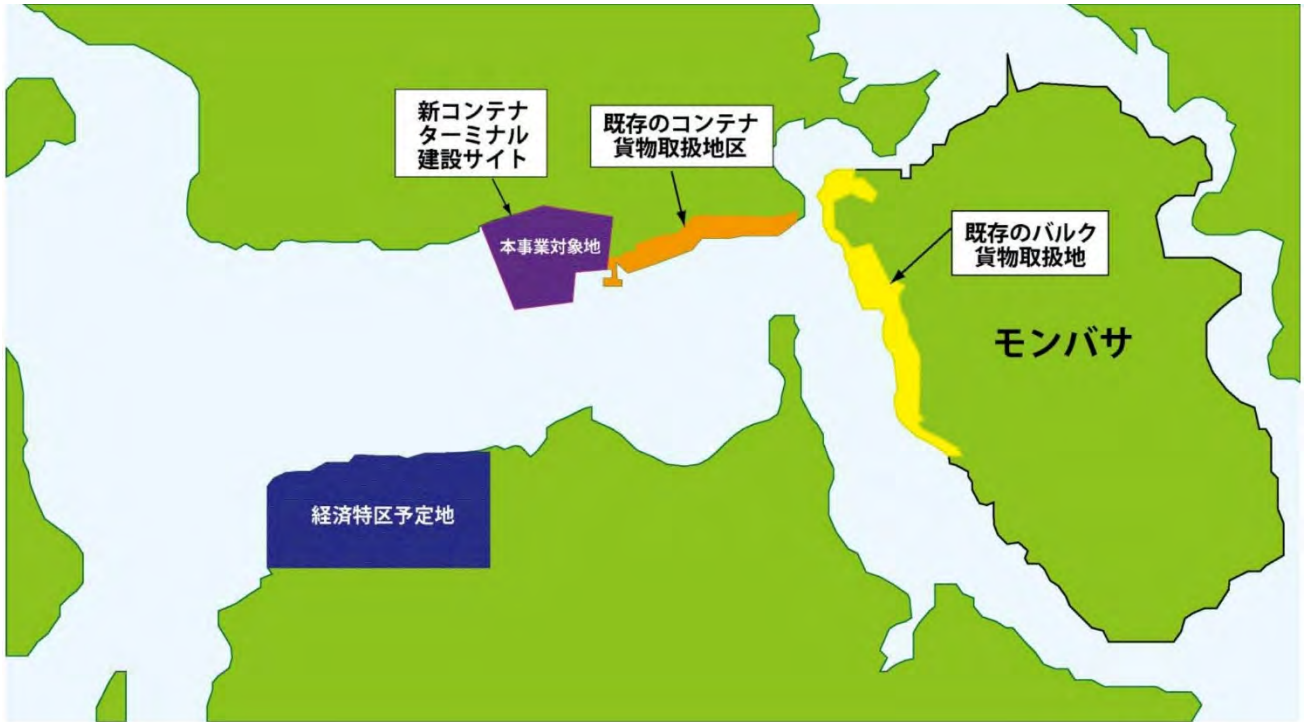 新コンテナ
ターミナル
建設サイト
既存のコンテナ
貨物取扱地区
本事業対象地
既存のバルク
貨物取扱地
モンバサ
経済特区予定地